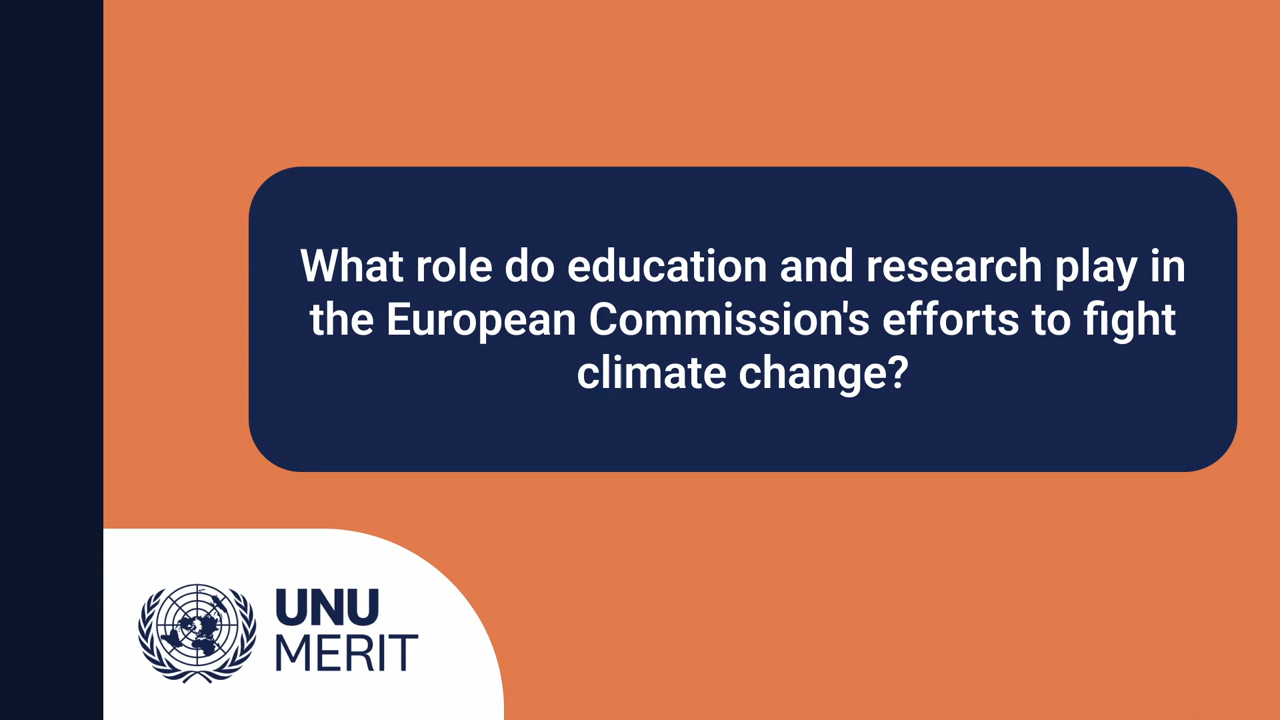 What role do education and research play in
the European Commission's efforts to fight
climate change?
UNU
MERIT